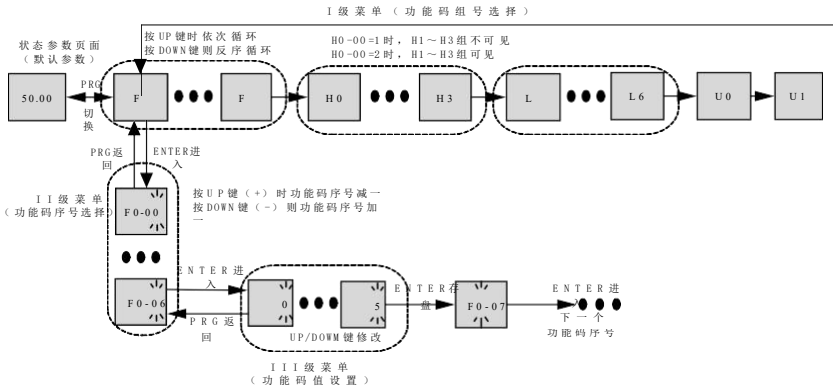 I级菜单（功能码组号选择）
状态参数页面
（默认参数）
按UP键时依次循环
按DOWN键则反序循环
H0-00=1时，H1～H3组不可见
H0-00=2时，H1～H3组可见
50.00
PRG
切
换
F
F
H0
H3
L
L6
U0
U1
PRG返
回
ENTER进
入
II级菜单
（功能码序号选择）
F0-00
按UP键（+）时功能码序号减一
按DOWN键（-）则功能码序号加
一
F0-06
ENTER进
入
PRG返
回
0
5
UP/DOWM键修改
ENTER存
盘
F0-07
ENTER进
入
下一个
功能码序号
III级菜单
（功能码值设置）